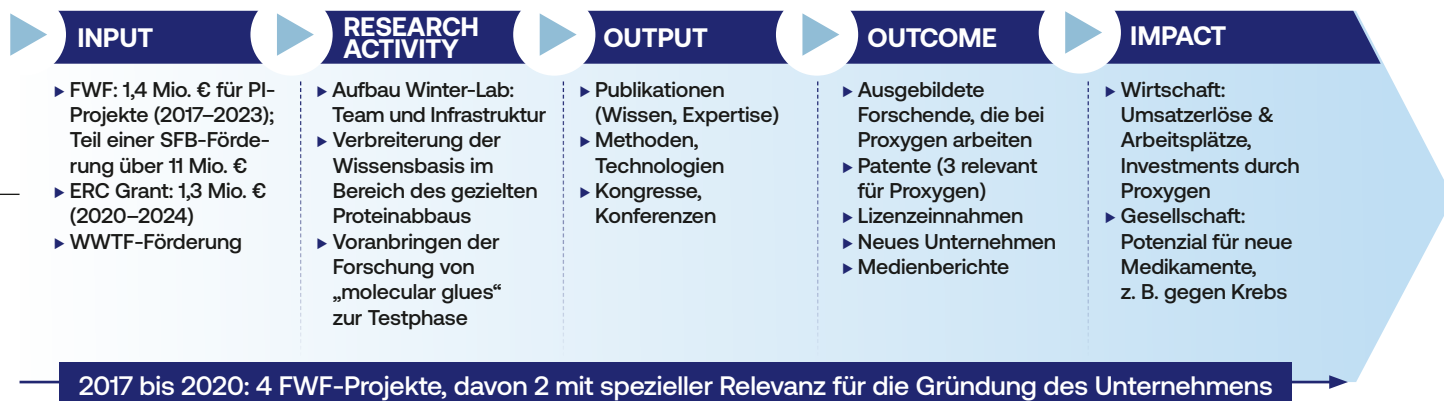 INPUT
▸ FWF: 1,4 Mio. € für PI-
Projekte (2017–2023);
Teil einer SFB-Förde-
rung über 11 Mio. €
▸ ERC Grant: 1,3 Mio. €
(2020–2024)
▸ WWTF-Förderung
RESEARCH
ACTIVITY
▸ Aufbau Winter-Lab:
Team und Infrastruktur
▸ Verbreiterung der
Wissensbasis im
Bereich des gezielten
Proteinabbaus
▸ Voranbringen der
Forschung von
„molecular glues“
zur Testphase
OUTPUT
▸ Publikationen
(Wissen, Expertise)
▸ Methoden,
Technologien
▸ Kongresse,
Konferenzen
OUTCOME
▸ Ausgebildete
Forschende, die bei
Proxygen arbeiten
▸ Patente (3 relevant
für Proxygen)
▸ Lizenzeinnahmen
▸ Neues Unternehmen
▸ Medienberichte
IMPACT
▸ Wirtschaft:
Umsatzerlöse &
Arbeitsplätze,
Investments durch
Proxygen
▸ Gesellschaft:
Potenzial für neue
Medikamente,
z. B. gegen Krebs
2017 bis 2020: 4 FWF-Projekte, davon 2 mit spezieller Relevanz für die Gründung des Unternehmens